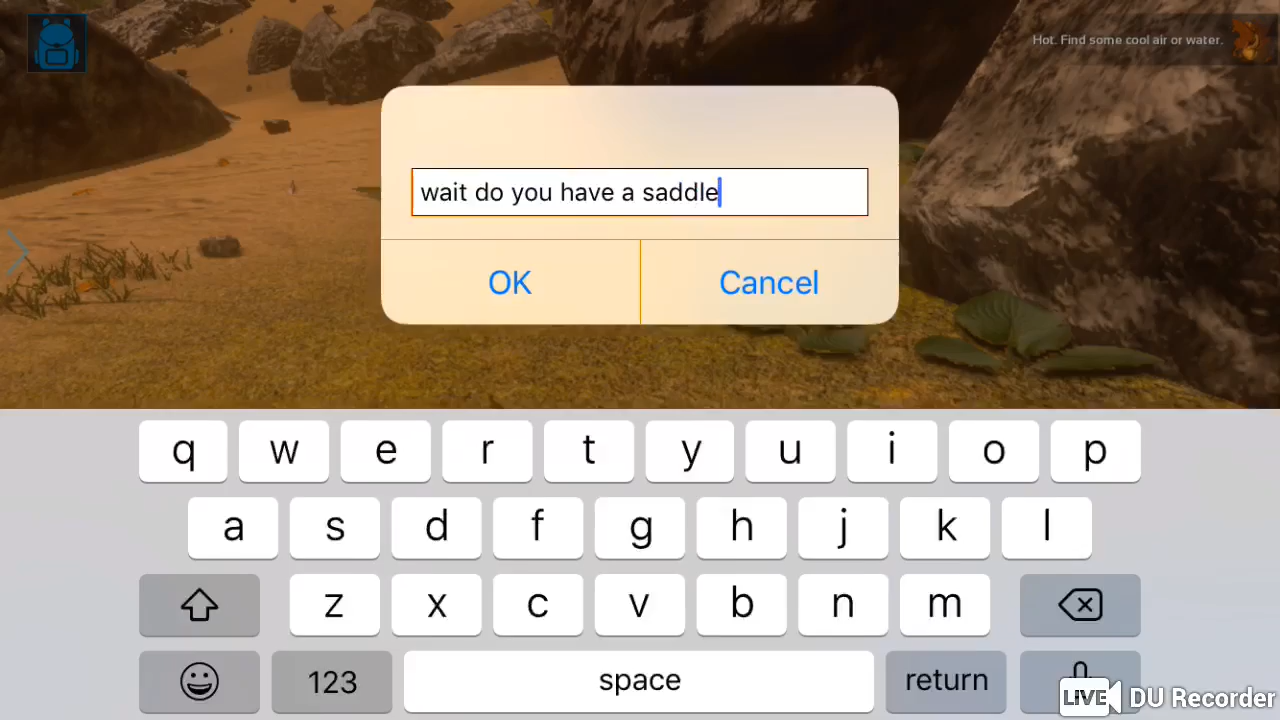 Hot. Find some cool air or water.
wait do you have a saddle
OK Cancel
q w e r t y u i o p
a s d f g h j k l
z x c v b n m
123 space return
LIVE DU Recorder